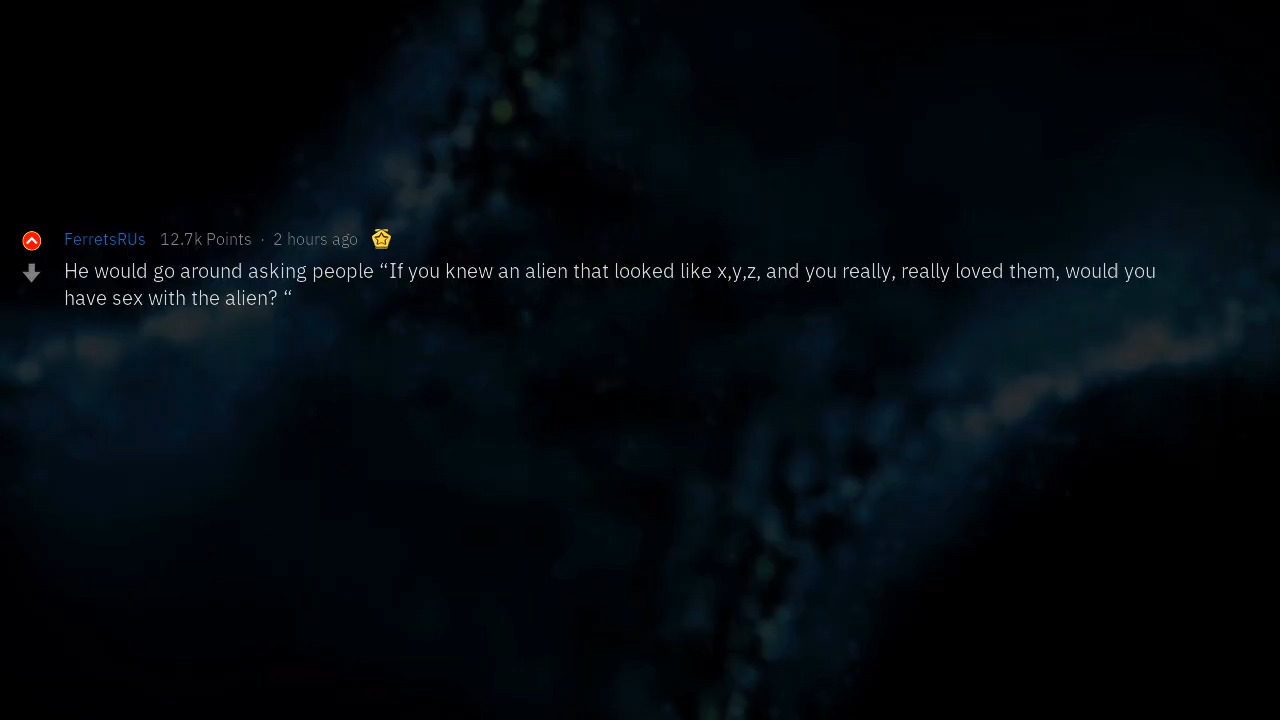 FerretsRUs 12.7k Points · 2 hours ago
He would go around asking people “If you knew an alien that looked like x,y,z, and you really, really loved them, would you
have sex with the alien? “